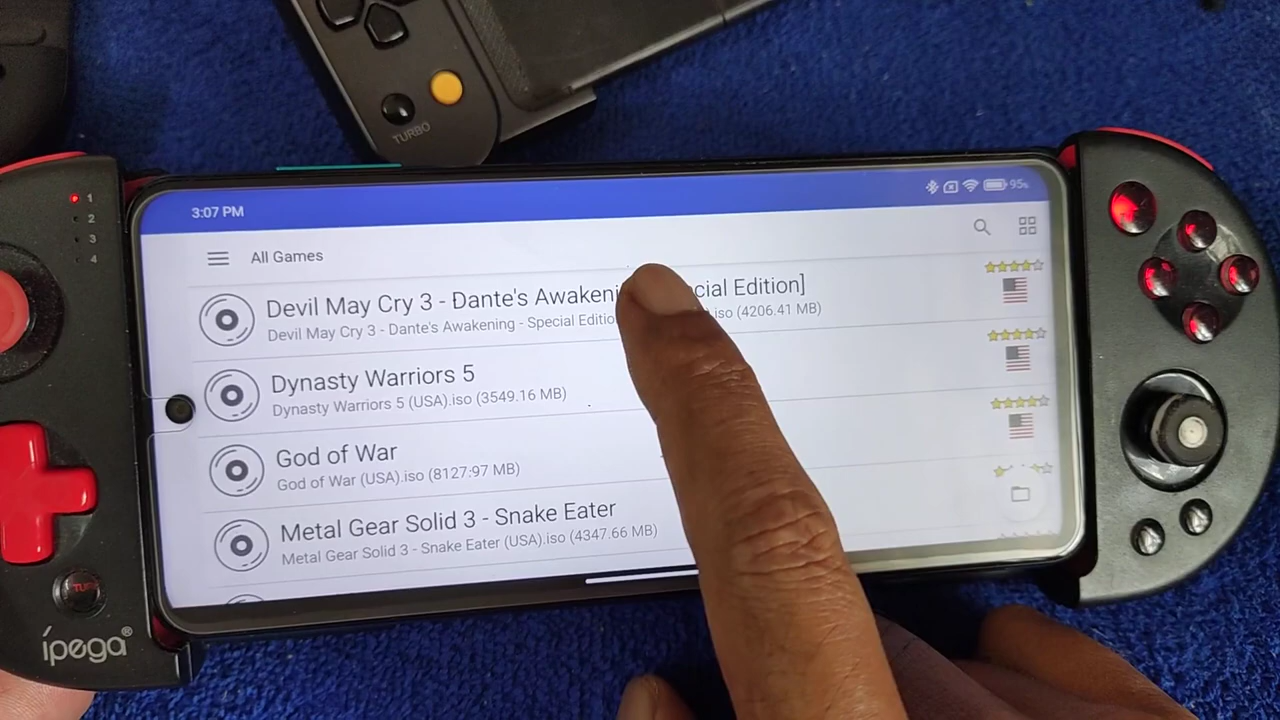 TURBO
3:07 PM
95%
All Games
Devil May Cry 3 - Dante's Awakeni cial Edition]
Devil May Cry 3 - Dante's Awakening - Special Editio .iso (4206.41 MB)
Dynasty Warriors 5
Dynasty Warriors 5 (USA).iso (3549.16 MB)
God of War
God of War (USA).iso (8127.97 MB)
Metal Gear Solid 3 - Snake Eater
Metal Gear Solid 3 - Snake Eater (USA).iso (4347.66 MB)
1
2
3
4
ípega®